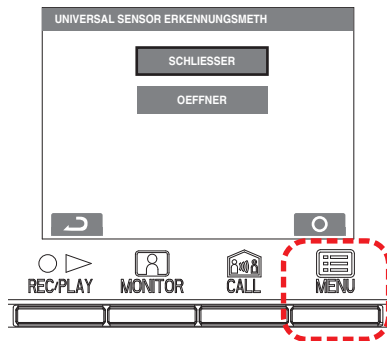 UNIVERSAL SENSOR ERKENNUNGSMETH
SCHLIESSER
OEFFNER
REC/PLAY MONITOR CALL MENU